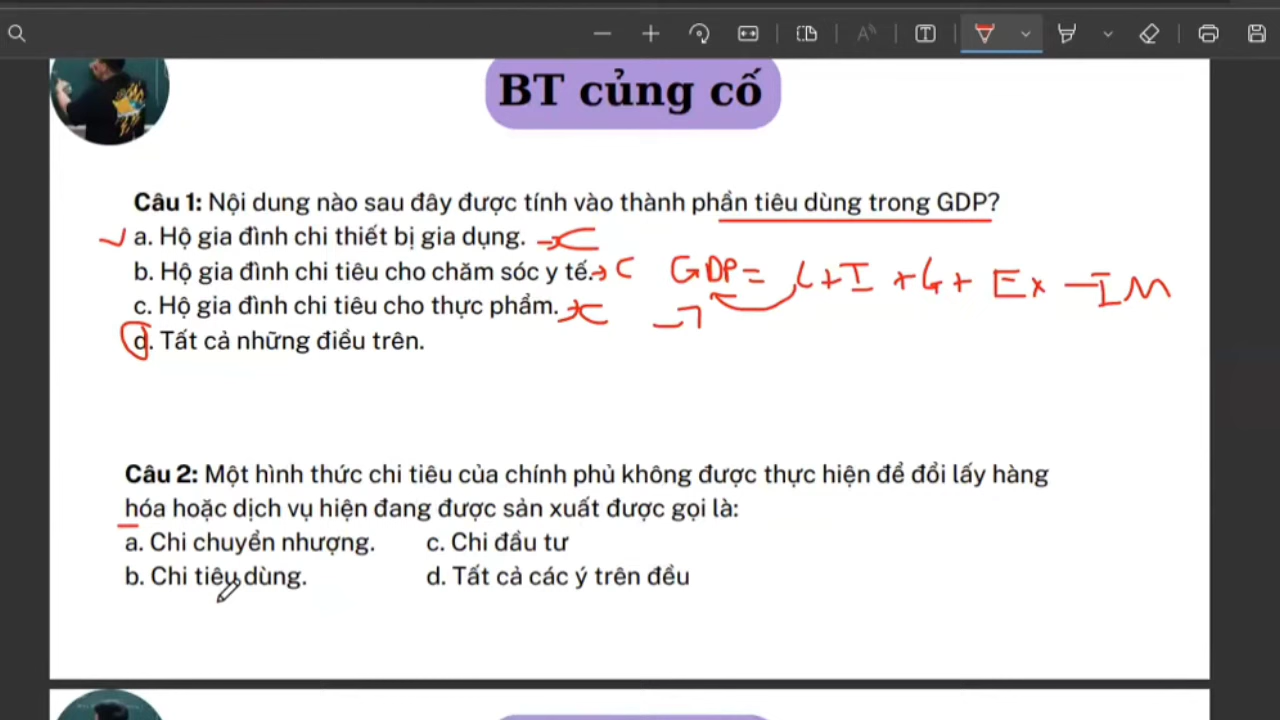 BT củng cố
Câu 1: Nội dung nào sau đây được tính vào thành phần tiêu dùng trong GDP?
a. Hộ gia đình chi thiết bị gia dụng. → C
b. Hộ gia đình chi tiêu cho chăm sóc y tế. → C GDP = C + I + G + Ex - IM
c. Hộ gia đình chi tiêu cho thực phẩm. → C
d. Tất cả những điều trên.
Câu 2: Một hình thức chi tiêu của chính phủ không được thực hiện để đổi lấy hàng
hóa hoặc dịch vụ hiện đang được sản xuất được gọi là:
a. Chi chuyển nhượng. c. Chi đầu tư
b. Chi tiêu dùng. d. Tất cả các ý trên đều